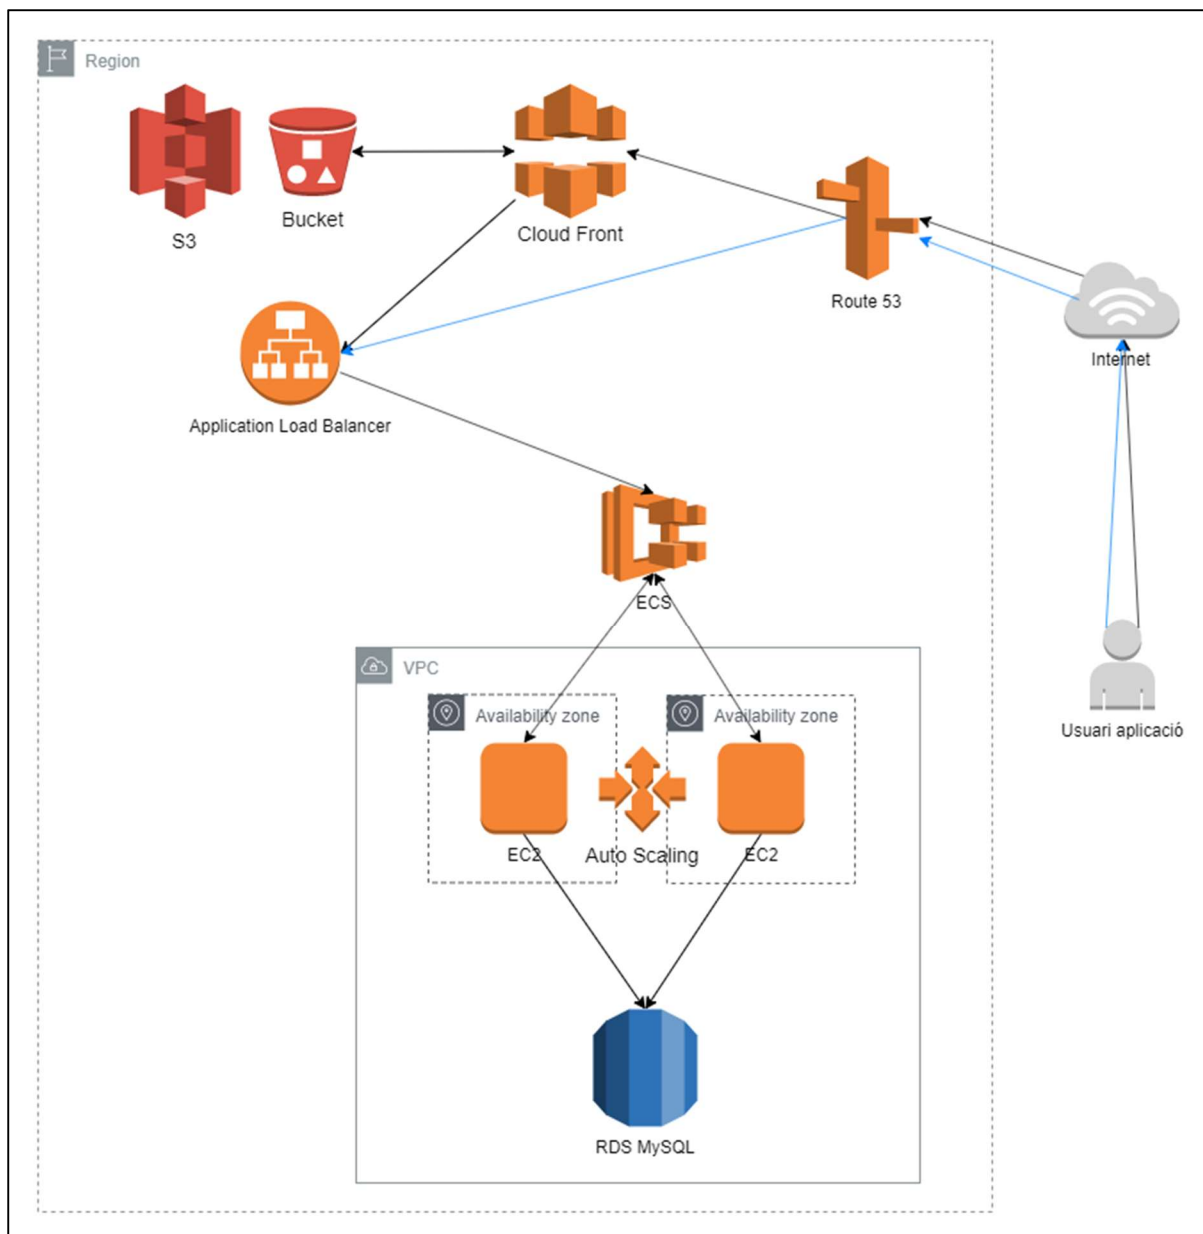 Region
S3
Bucket
Cloud Front
Route 53
Internet
Application Load Balancer
ECS
Usuari aplicació
VPC
Availability zone
Availability zone
EC2
Auto Scaling
EC2
RDS MySQL